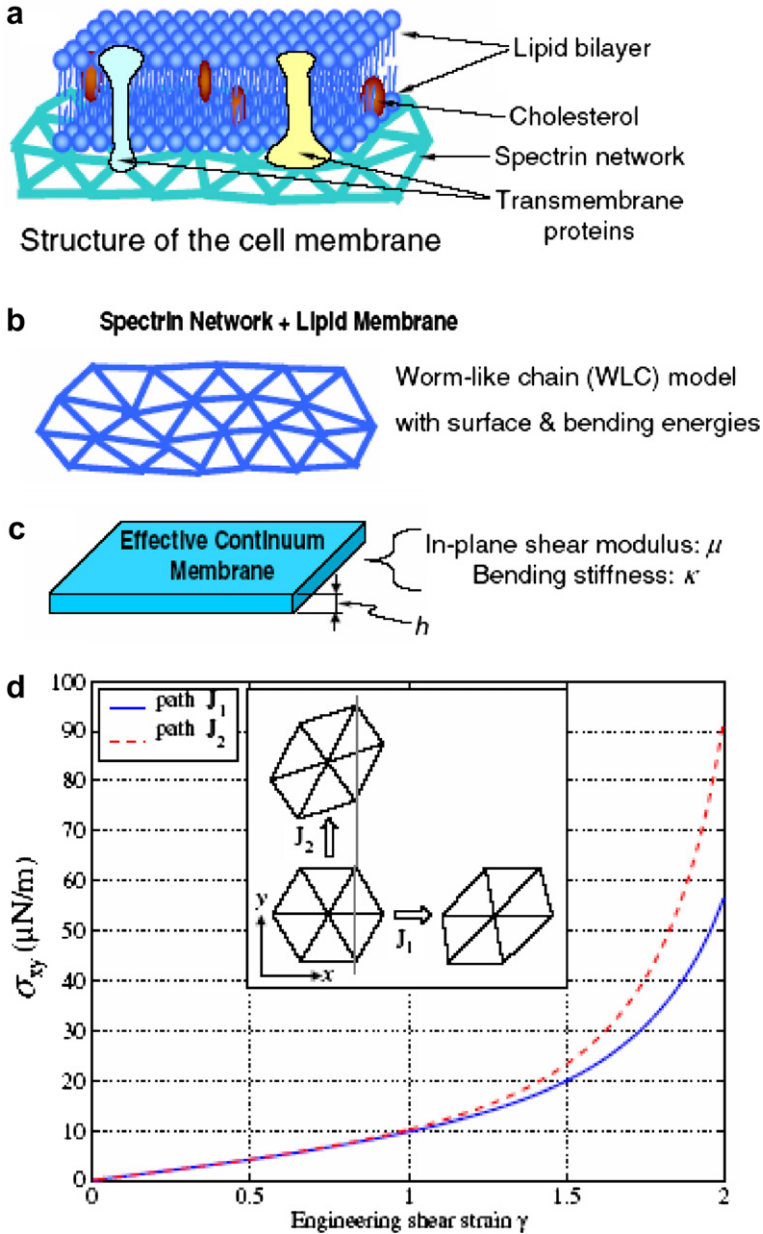 a
Lipid bilayer
Cholesterol
Spectrin network
Transmembrane
proteins
Structure of the cell membrane
b
Spectrin Network + Lipid Membrane
Worm-like chain (WLC) model
with surface & bending energies
c
Effective Continuum
Membrane
In-plane shear modulus: μ
Bending stiffness: κ
h
d
path J₁
path J₂
100
90
80
70
60
50
40
30
20
10
0
σxy (μN/m)
J₂
y
x
J₁
0
0.5
1
1.5
2
Engineering shear strain γ